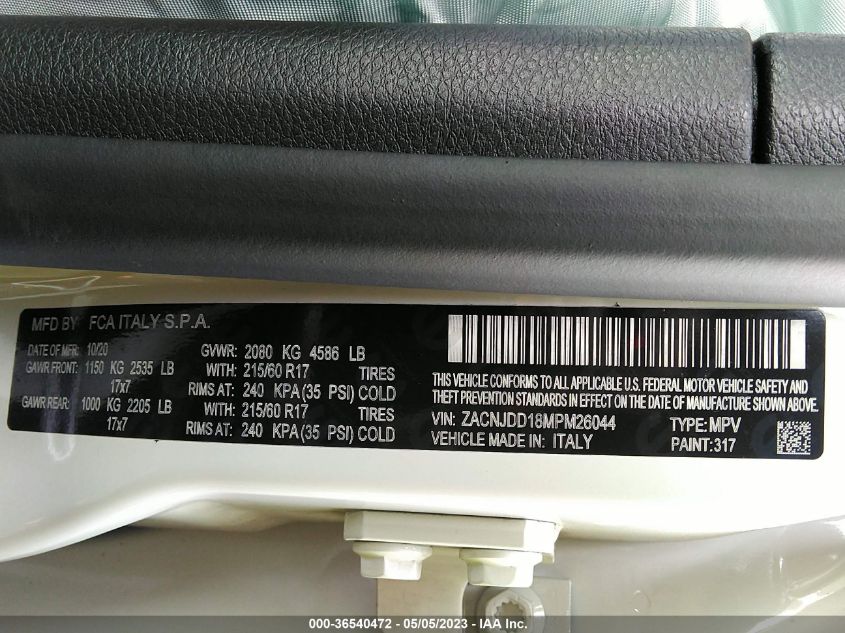 MFD BY: FCA ITALY S.P.A.
DATE OF MFR: 10/20 GVWR: 2080 KG 4586 LB
GAWR FRONT: 1150 KG 2535 LB WITH: 215/60 R17 TIRES
17x7 RIMS AT: 240 KPA (35 PSI) COLD
GAWR REAR: 1000 KG 2205 LB WITH: 215/60 R17 TIRES
17x7 RIMS AT: 240 KPA (35 PSI) COLD
THIS VEHICLE CONFORMS TO ALL APPLICABLE U.S. FEDERAL MOTOR VEHICLE SAFETY AND
THEFT PREVENTION STANDARDS IN EFFECT ON THE DATE OF MANUFACTURE SHOWN ABOVE.
VIN: ZACNJDD18MPM26044 TYPE: MPV
VEHICLE MADE IN: ITALY PAINT: 317
000-36540472 - 05/05/2023 - IAA Inc.